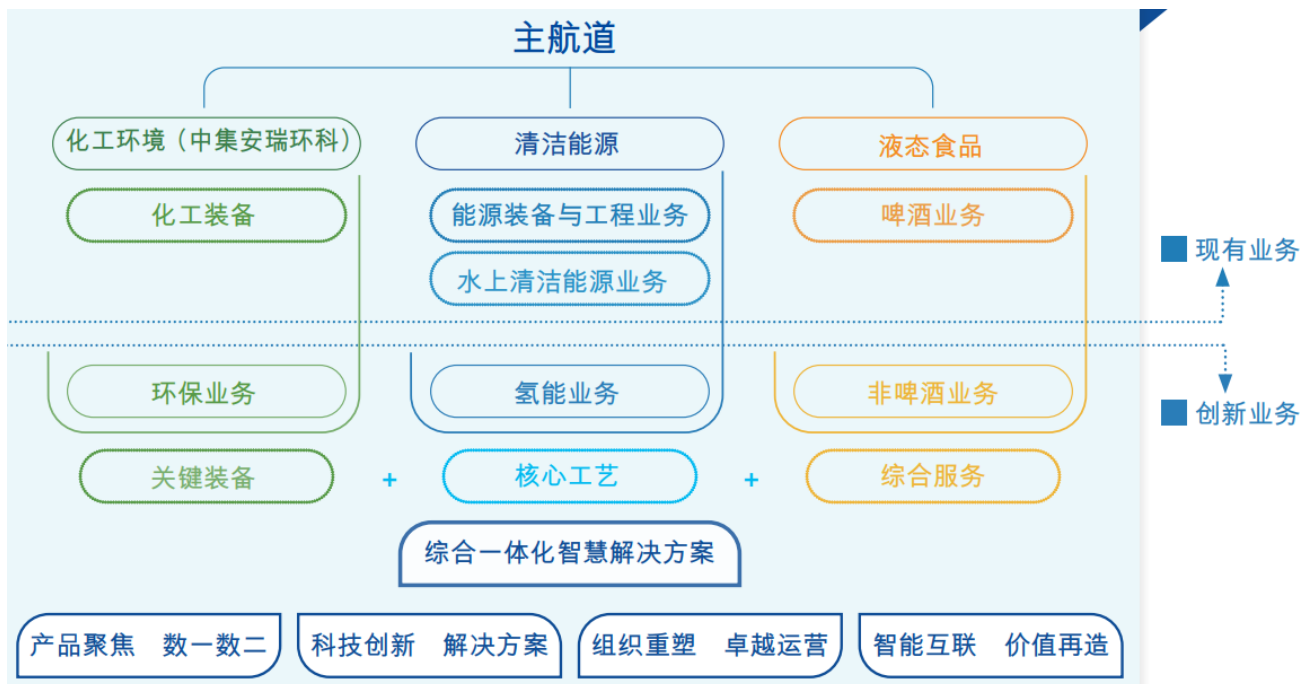 主航道
化工环境（中集安瑞环科） 清洁能源 液态食品
化工装备 能源装备与工程业务 啤酒业务
水上清洁能源业务
现有业务
环保业务 氢能业务 非啤酒业务
创新业务
关键装备 + 核心工艺 + 综合服务
综合一体化智慧解决方案
产品聚焦 数一数二 科技创新 解决方案 组织重塑 卓越运营 智能互联 价值再造